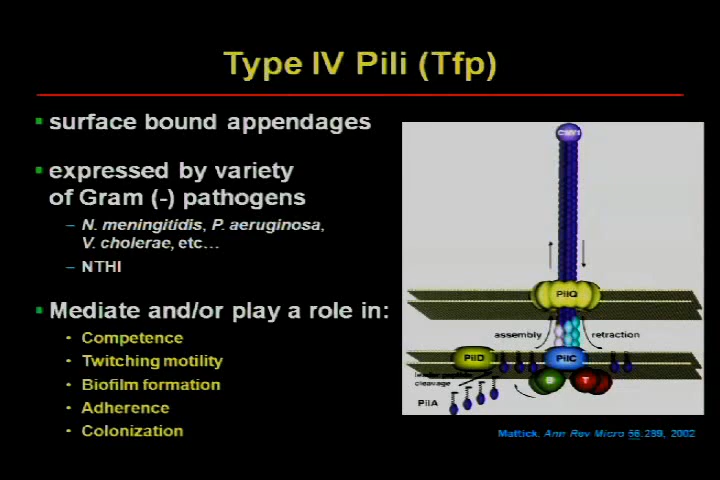 Type IV Pili (Tfp)
surface bound appendages
expressed by variety
of Gram (-) pathogens
– N. meningitidis, P. aeruginosa,
V. cholerae, etc…
– NTHI
Mediate and/or play a role in:
• Competence
• Twitching motility
• Biofilm formation
• Adherence
• Colonization
PilQ
assembly
retraction
PilD
PilC
leader peptide
cleavage
B
T
PilA
Mattick. Ann Rev Micro 56:289, 2002